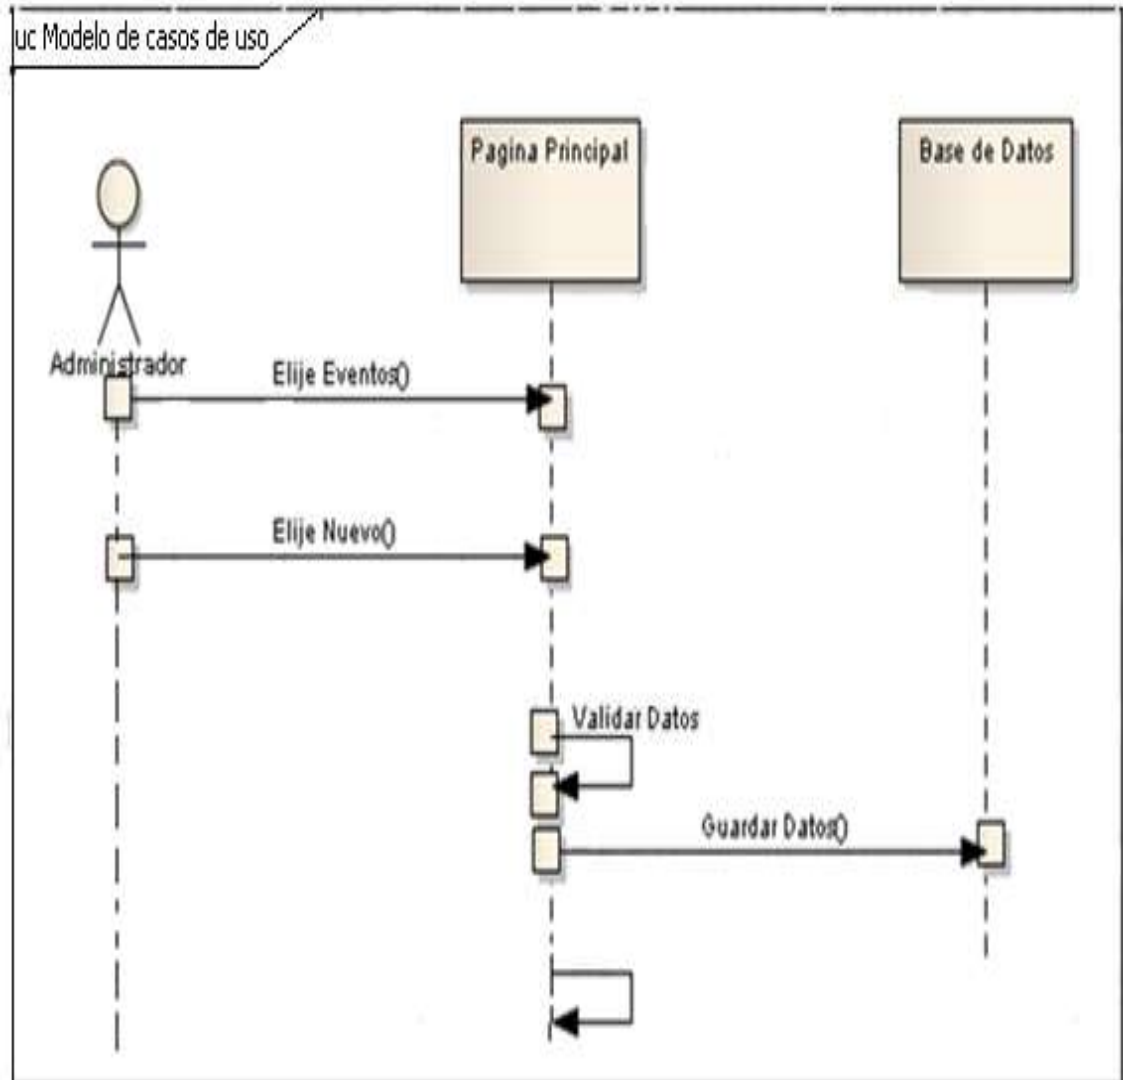 uc Modelo de casos de uso
Pagina Principal
Base de Datos
Administrador
Elije Eventos()
Elije Nuevo()
Validar Datos
Guardar Datos()